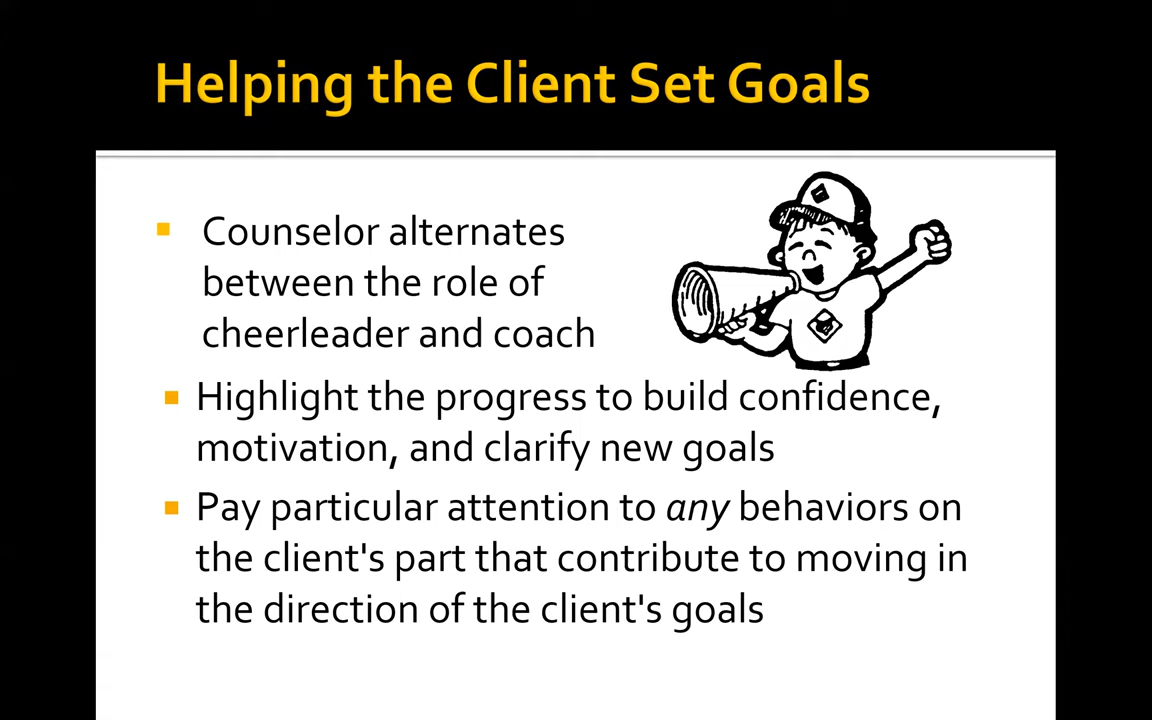 Helping the Client Set Goals
Counselor alternates
between the role of
cheerleader and coach
Highlight the progress to build confidence,
motivation, and clarify new goals
Pay particular attention to any behaviors on
the client's part that contribute to moving in
the direction of the client's goals